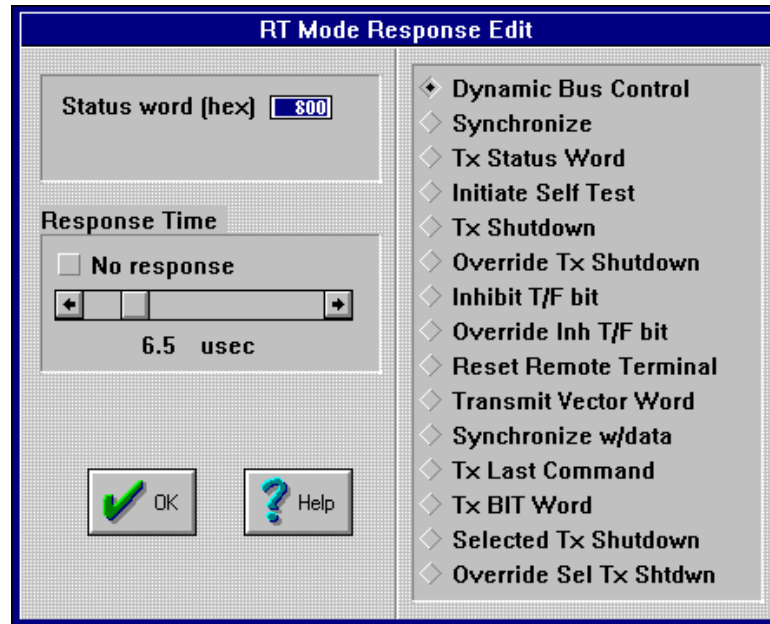 RT Mode Response Edit
Status word (hex) 800
Response Time
No response
6.5 usec
OK
Help
Dynamic Bus Control
Synchronize
Tx Status Word
Initiate Self Test
Tx Shutdown
Override Tx Shutdown
Inhibit T/F bit
Override Inh T/F bit
Reset Remote Terminal
Transmit Vector Word
Synchronize w/data
Tx Last Command
Tx BIT Word
Selected Tx Shutdown
Override Sel Tx Shtdwn